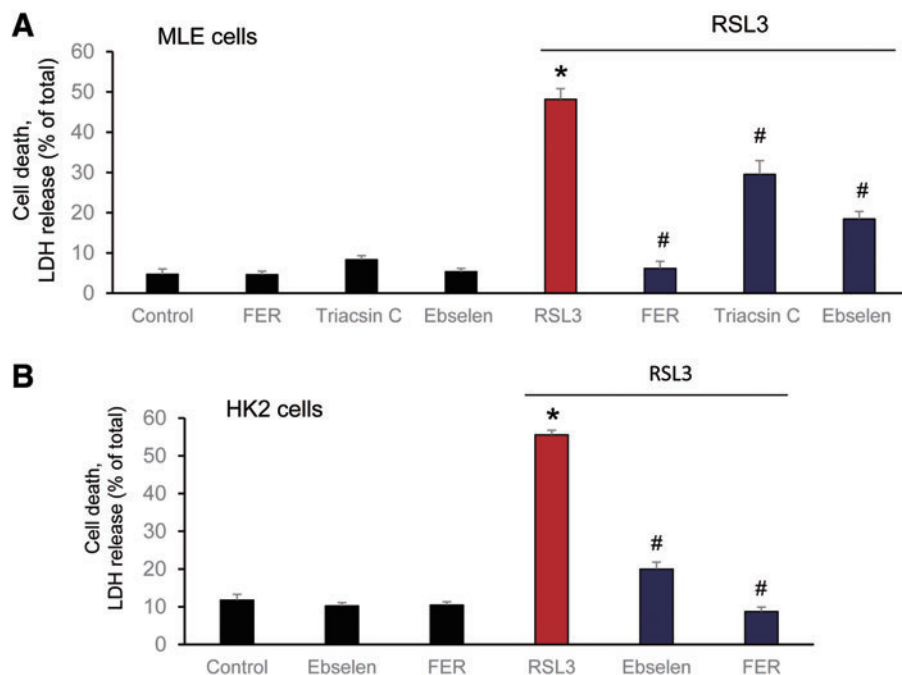 A
MLE cells
RSL3
Cell death,
LDH release (% of total)
60
50
40
30
20
10
0
*
#
#
#
Control FER Triacsin C Ebselen RSL3 FER Triacsin C Ebselen
B
HK2 cells
RSL3
Cell death,
LDH release (% of total)
60
50
40
30
20
10
0
*
#
#
Control Ebselen FER RSL3 Ebselen FER